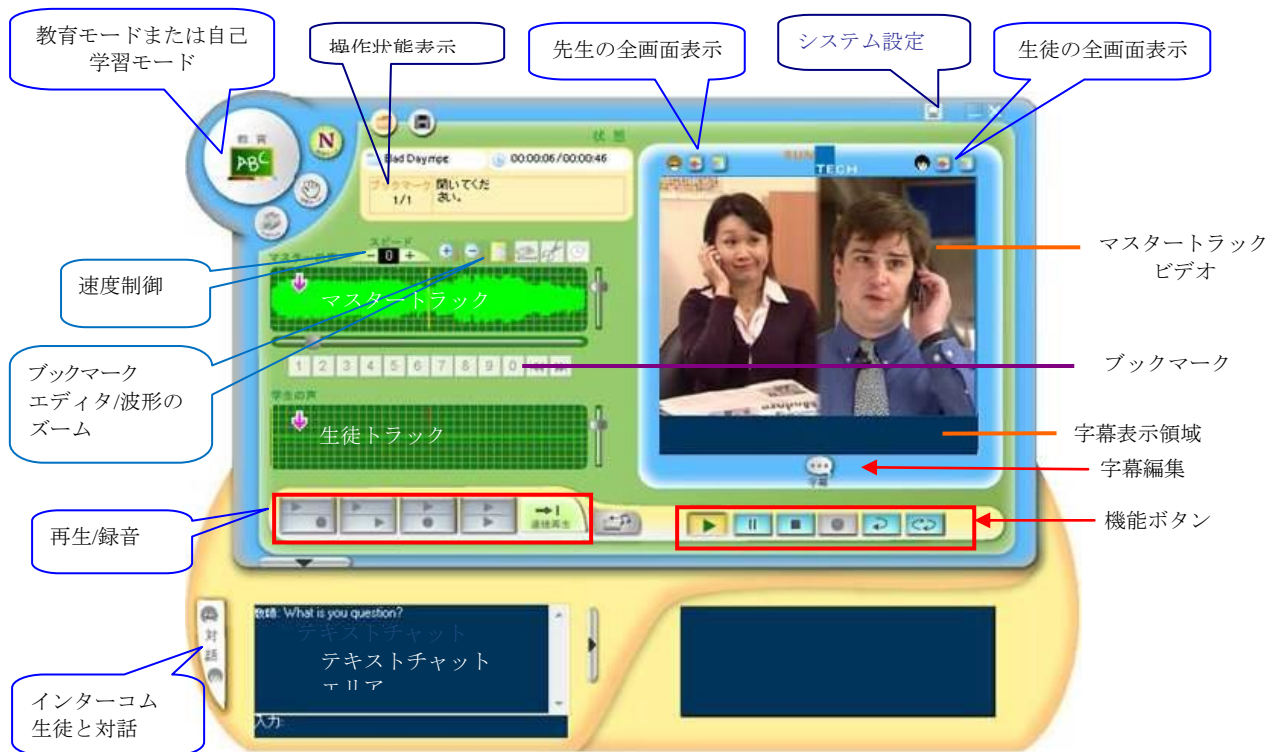 教育モードまたは自己
学習モード
操作状態表示
先生の全画面表示
システム設定
生徒の全画面表示
教 育
ABC
N
状 態
Bad Day.mpc
00:00:06/00:00:46
ブックマーク
1/1
開いてくだ
さい。
SUN
TECH
スピード
- 0 +
速度制御
マスタートラック
マスタートラック
ビデオ
1 2 3 4 5 6 7 8 9 0
ブックマーク
ブックマーク
エディタ/波形の
ズーム
学生の声
生徒トラック
字幕表示領域
字幕
字幕編集
再生/録音
機能ボタン
対
話
教師: What is you question?
テキストチャット
テキストチャット
エリア
入力:
インターコム
生徒と対話